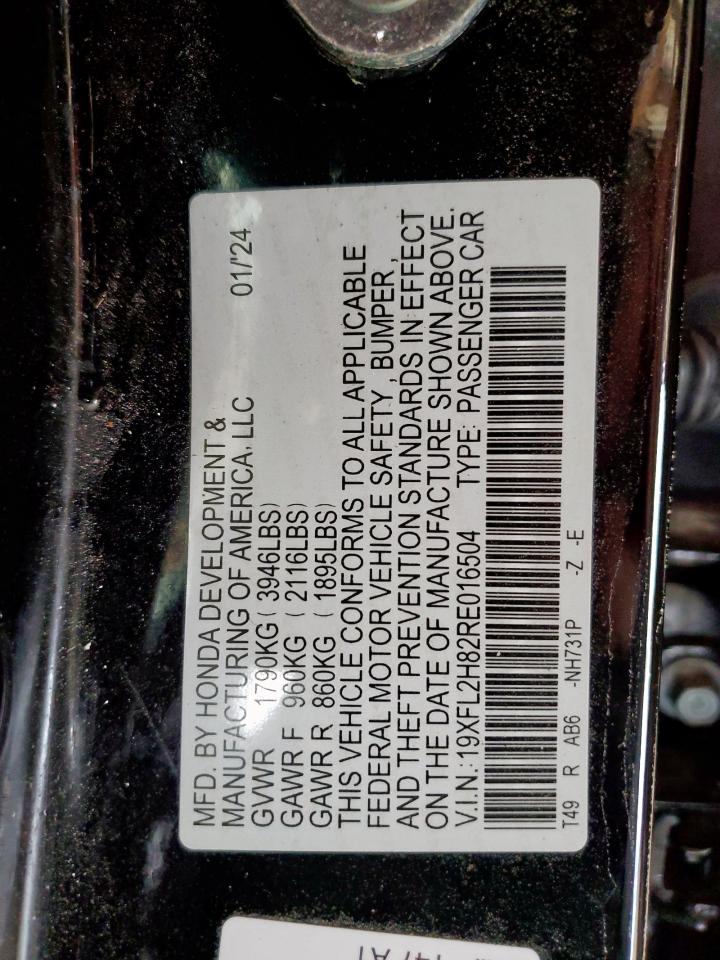 MFD. BY HONDA DEVELOPMENT &
MANUFACTURING OF AMERICA, LLC 01/'24
GVWR 1790KG ( 3946LBS)
GAWR F 960KG ( 2116LBS)
GAWR R 860KG ( 1895LBS)
THIS VEHICLE CONFORMS TO ALL APPLICABLE
FEDERAL MOTOR VEHICLE SAFETY , BUMPER ,
AND THEFT PREVENTION STANDARDS IN EFFECT
ON THE DATE OF MANUFACTURE SHOWN ABOVE.
V.I.N.:19XFL2H82RE016504 TYPE: PASSENGER CAR
T49 R AB6 -NH731P -Z -E